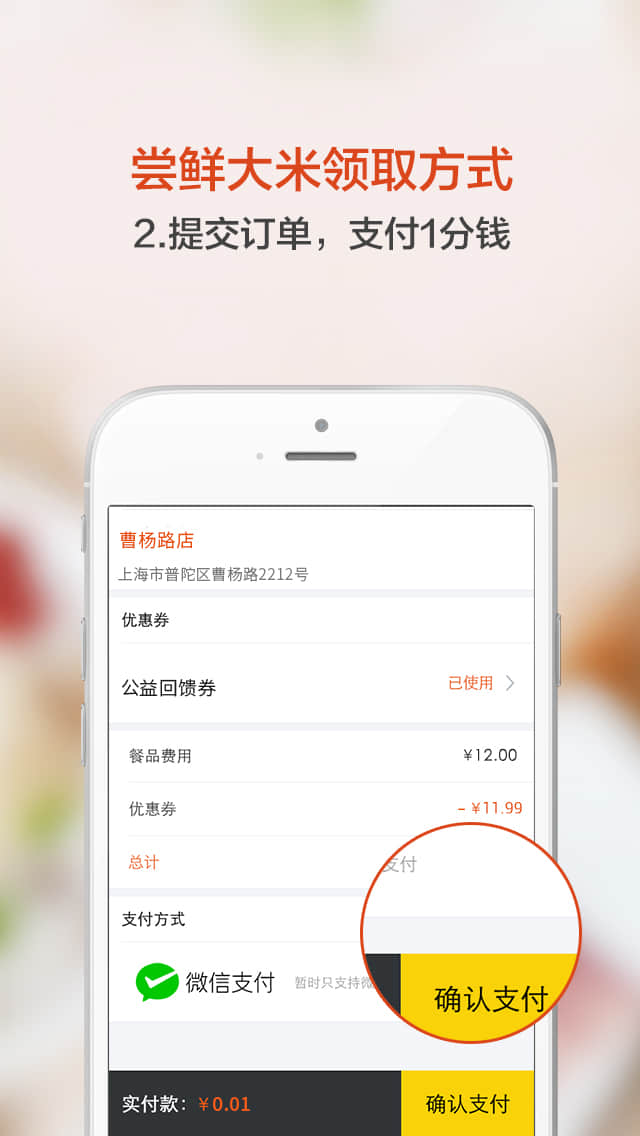 尝鲜大米领取方式
2.提交订单，支付1分钱
曹杨路店
上海市普陀区曹杨路2212号
优惠券
公益回馈券 已使用
餐品费用 ¥12.00
优惠券 - ¥11.99
总计
支付
支付方式
微信支付 暂时只支持微
确认支付
实付款：¥0.01 确认支付